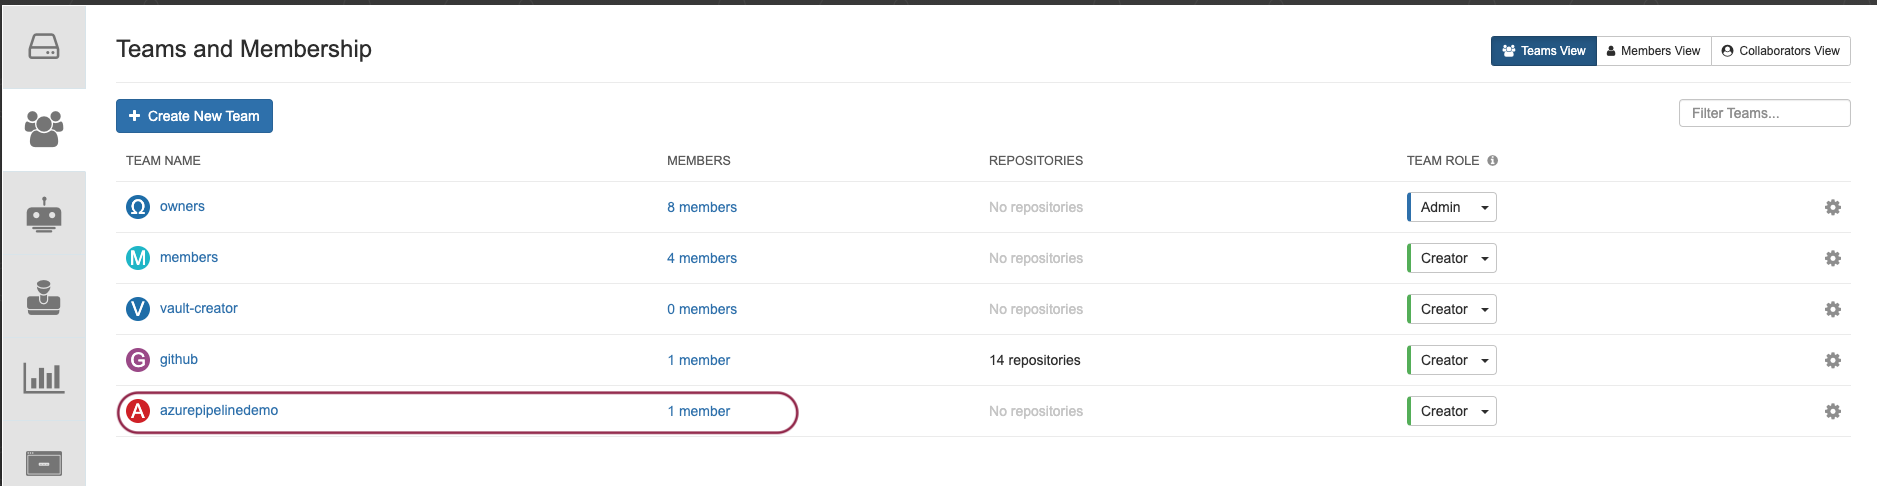 Teams and Membership
Teams View Members View Collaborators View
+ Create New Team
Filter Teams...
TEAM NAME MEMBERS REPOSITORIES TEAM ROLE
Ω owners 8 members No repositories Admin
M members 4 members No repositories Creator
V vault-creator 0 members No repositories Creator
G github 1 member 14 repositories Creator
A azurepipelinedemo 1 member No repositories Creator